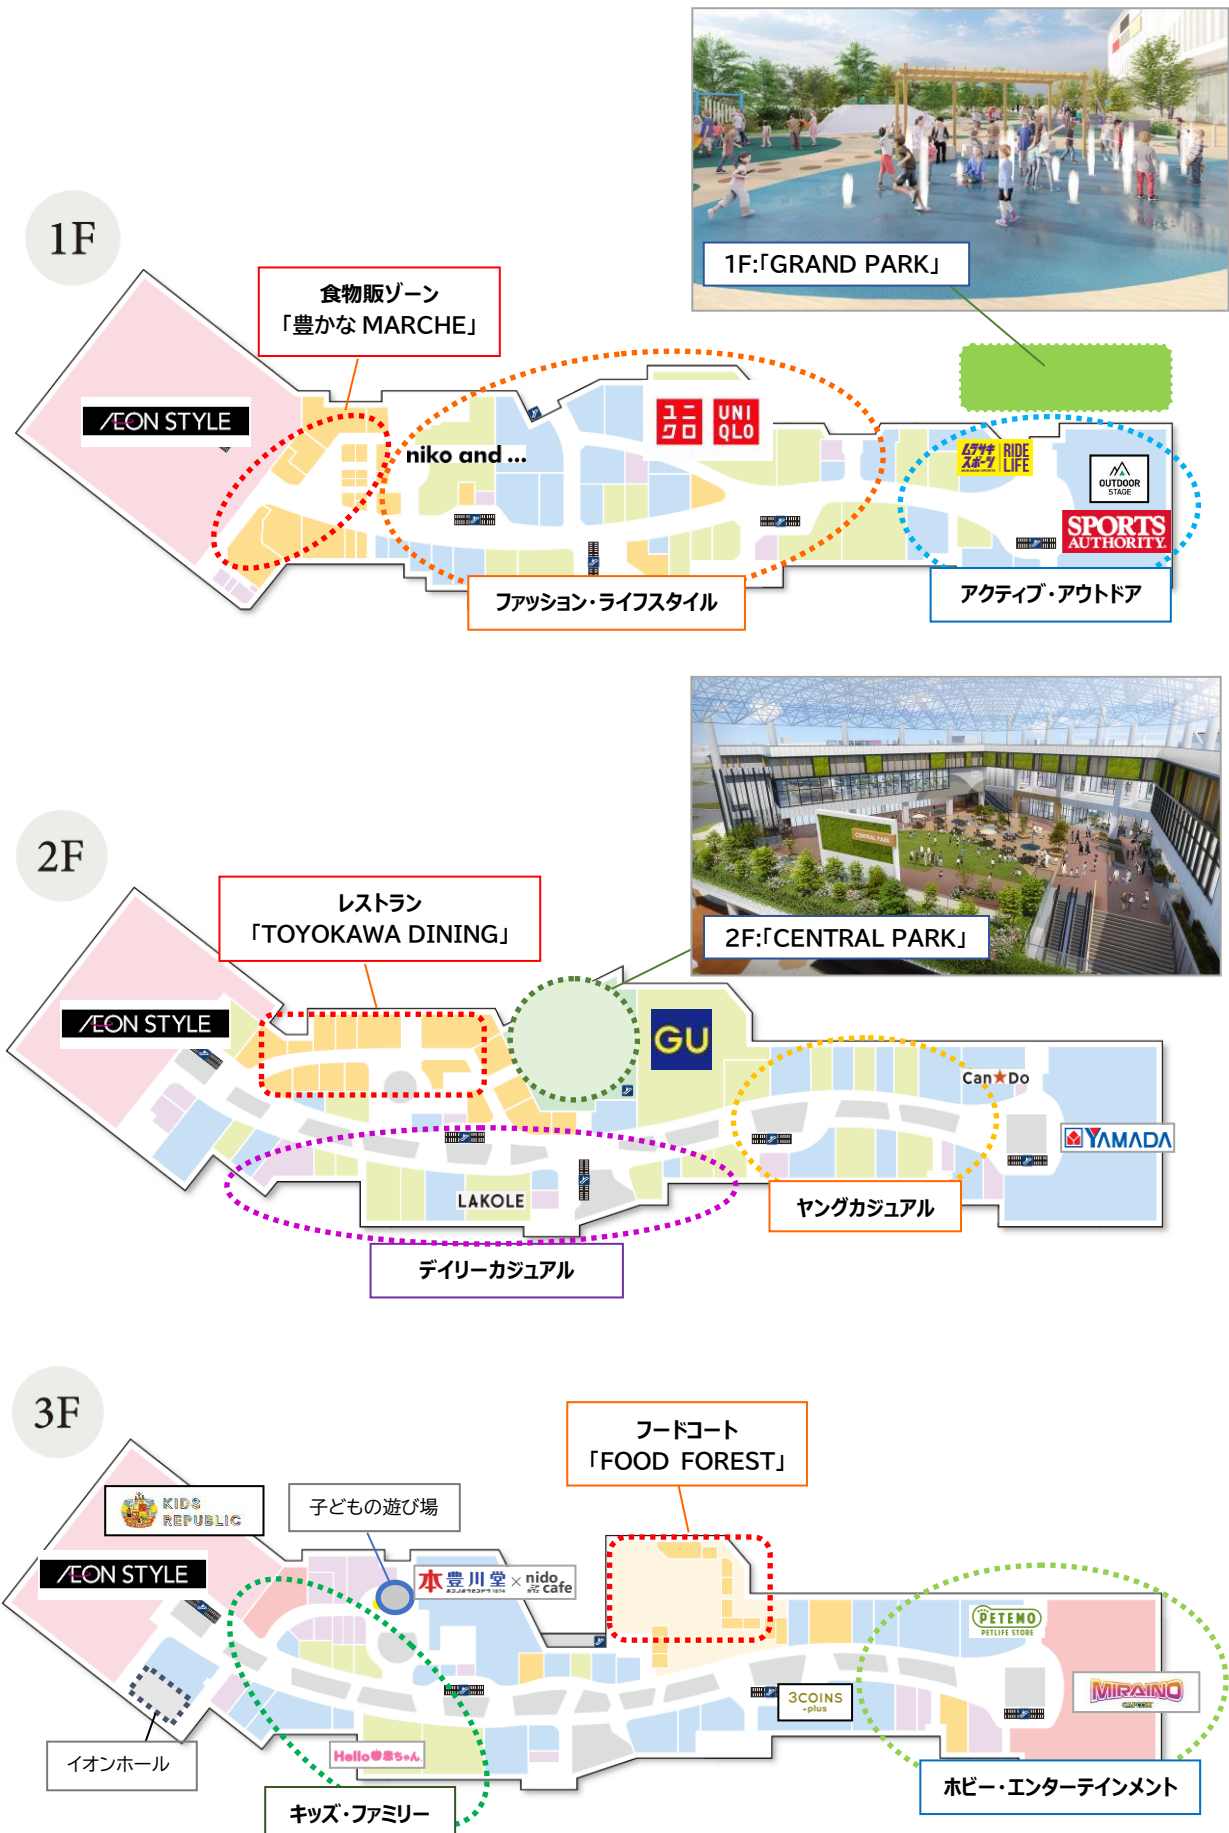 1F
1F:「GRAND PARK」
食物販ゾーン
「豊かな MARCHE」
ÆON STYLE
niko and ...
ユニクロ
UNI
QLO
ムラサキ
スポーツ
RIDE
LIFE
OUTDOOR
STAGE
SPORTS
AUTHORITY
ファッション・ライフスタイル
アクティブ・アウトドア
2F
CENTRAL PARK
2F:「CENTRAL PARK」
レストラン
「TOYOKAWA DINING」
ÆON STYLE
GU
Can★Do
YAMADA
LAKOLE
ヤングカジュアル
デイリーカジュアル
3F
フードコート
「FOOD FOREST」
KIDS
REPUBLIC
子どもの遊び場
ÆON STYLE
本 豊川堂 × nido
cafe
PETEMO
PETLIFE STORE
MIRAINO
CAPCOM
3COINS
+plus
イオンホール
Hello赤ちゃん
ホビー・エンターテインメント
キッズ・ファミリー